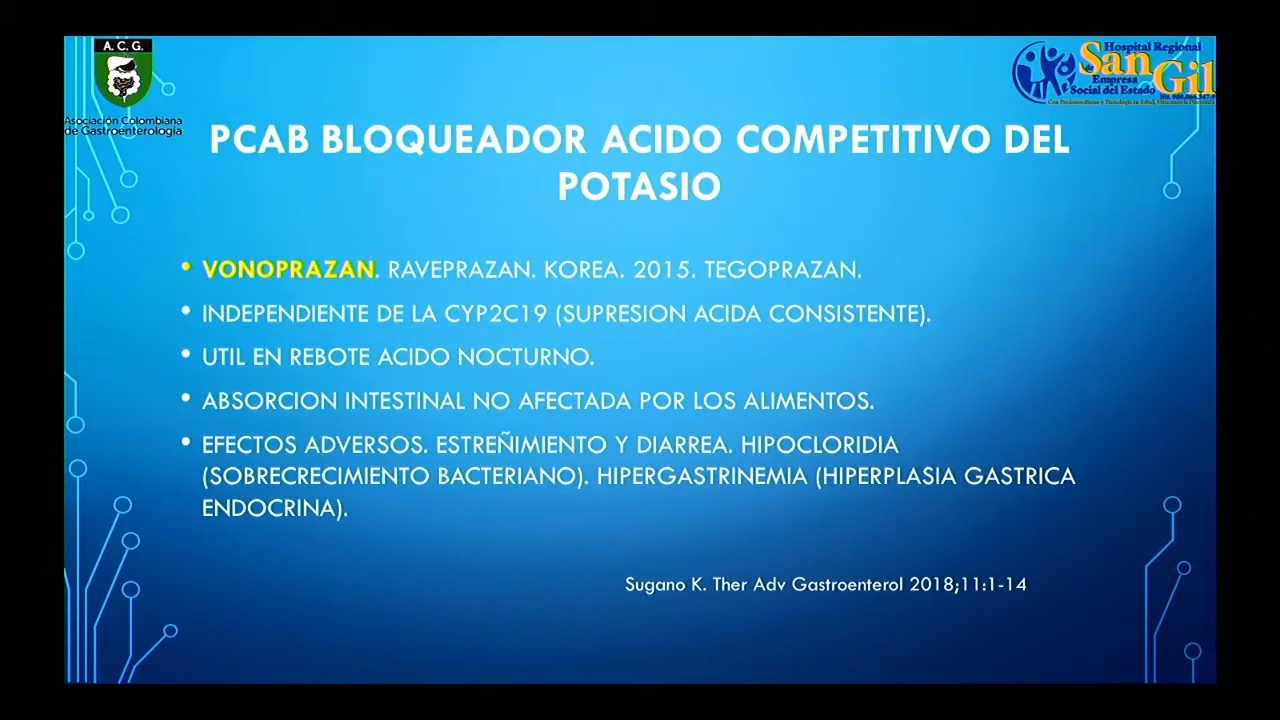 A. C. G.
Asociación Colombiana
de Gastroenterología
Hospital Regional
de
San Gil
Empresa
Social del Estado
PCAB BLOQUEADOR ACIDO COMPETITIVO DEL
POTASIO
• VONOPRAZAN. RAVEPRAZAN. KOREA. 2015. TEGOPRAZAN.
• INDEPENDIENTE DE LA CYP2C19 (SUPRESION ACIDA CONSISTENTE).
• UTIL EN REBOTE ACIDO NOCTURNO.
• ABSORCION INTESTINAL NO AFECTADA POR LOS ALIMENTOS.
• EFECTOS ADVERSOS. ESTREÑIMIENTO Y DIARREA. HIPOCLORIDIA
(SOBRECRECIMIENTO BACTERIANO). HIPERGASTRINEMIA (HIPERPLASIA GASTRICA
ENDOCRINA).
Sugano K. Ther Adv Gastroenterol 2018;11:1-14